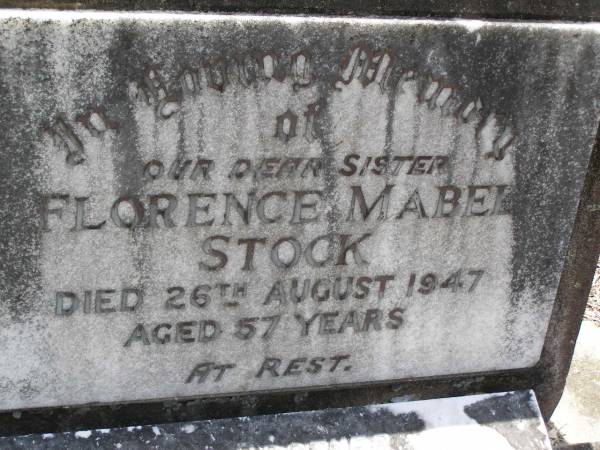 In Loving Memory
of
OUR DEAR SISTER
FLORENCE MABEL
STOCK
DIED 26TH AUGUST 1947
AGED 57 YEARS
AT REST.